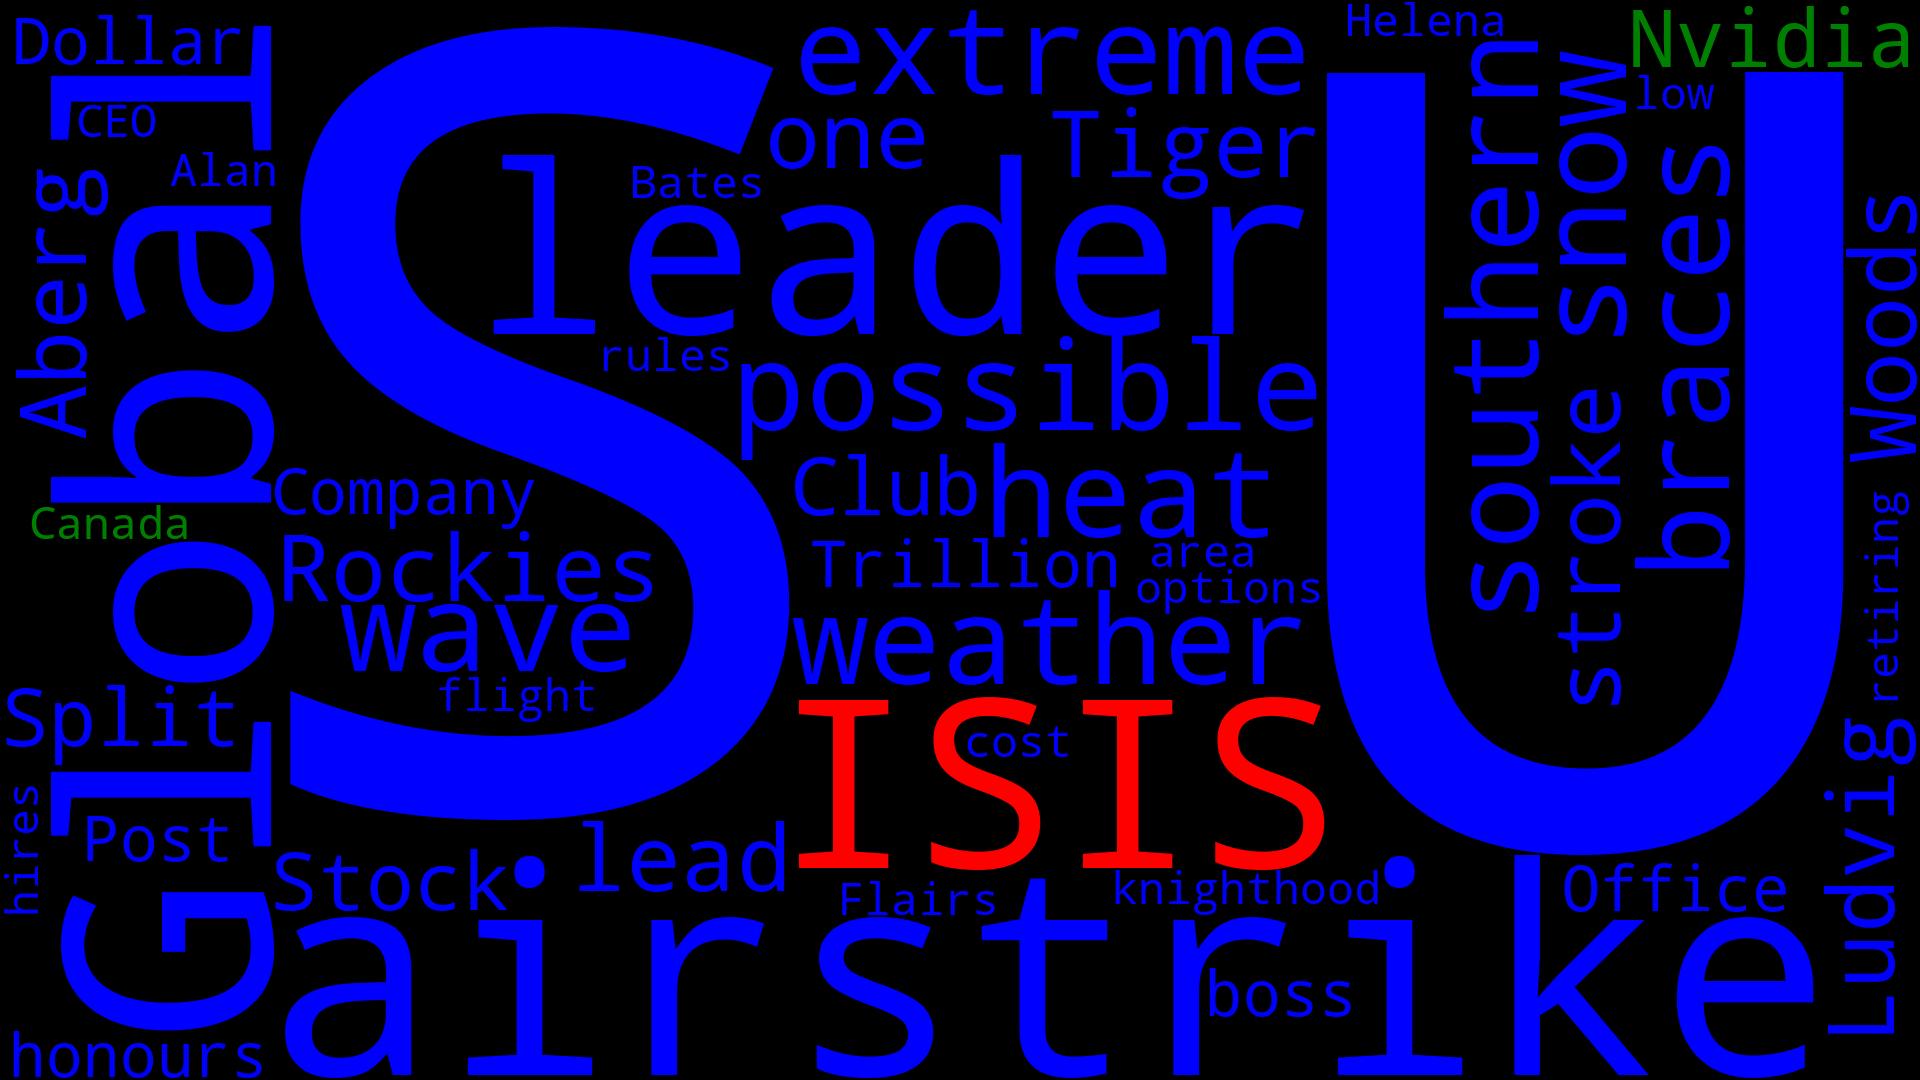 Dollar
extreme
Helena
Nvidia
CEO
one
Tiger
low
Alan
Bates
leader
S
U
southern
snow
braces
Woods
Aberg
Global
rules
possible
Company
Club
heat
stroke
Canada
Rockies
Trillion
area
options
retiring
wave
weather
flight
Split
ISIS
cost
Ludvig
hires
Post
Stock
lead
Flairs
knighthood
Office
airstrike
boss
honours